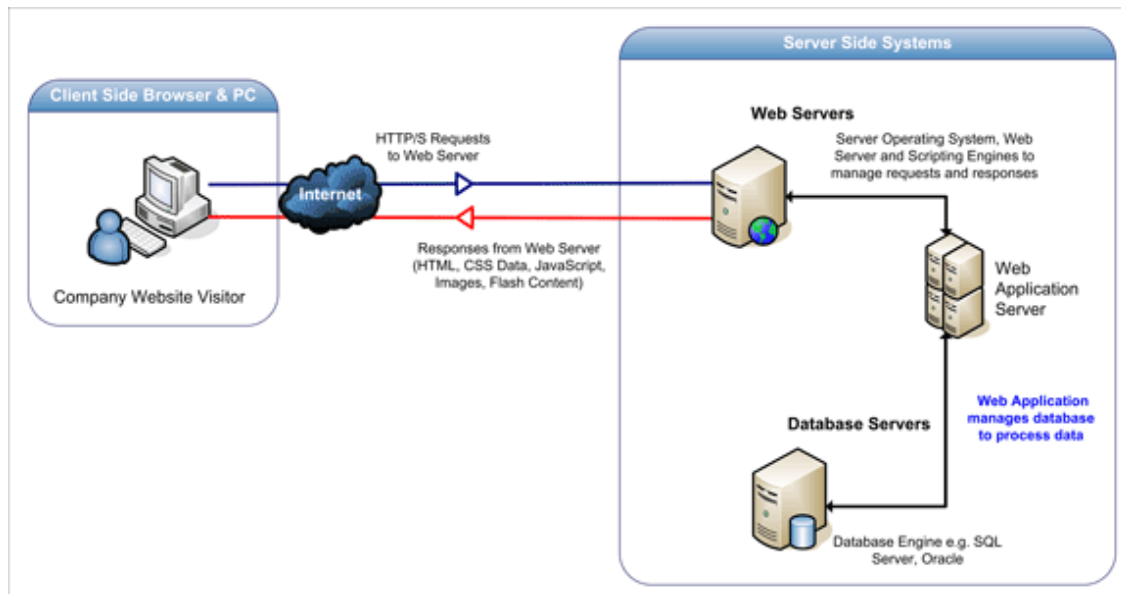 Server Side Systems
Client Side Browser & PC
Company Website Visitor
Internet
HTTP/S Requests
to Web Server
Responses from Web Server
(HTML, CSS Data, JavaScript,
Images, Flash Content)
Web Servers
Server Operating System, Web
Server and Scripting Engines to
manage requests and responses
Web
Application
Server
Web Application
manages database
to process data
Database Servers
Database Engine e.g. SQL
Server, Oracle